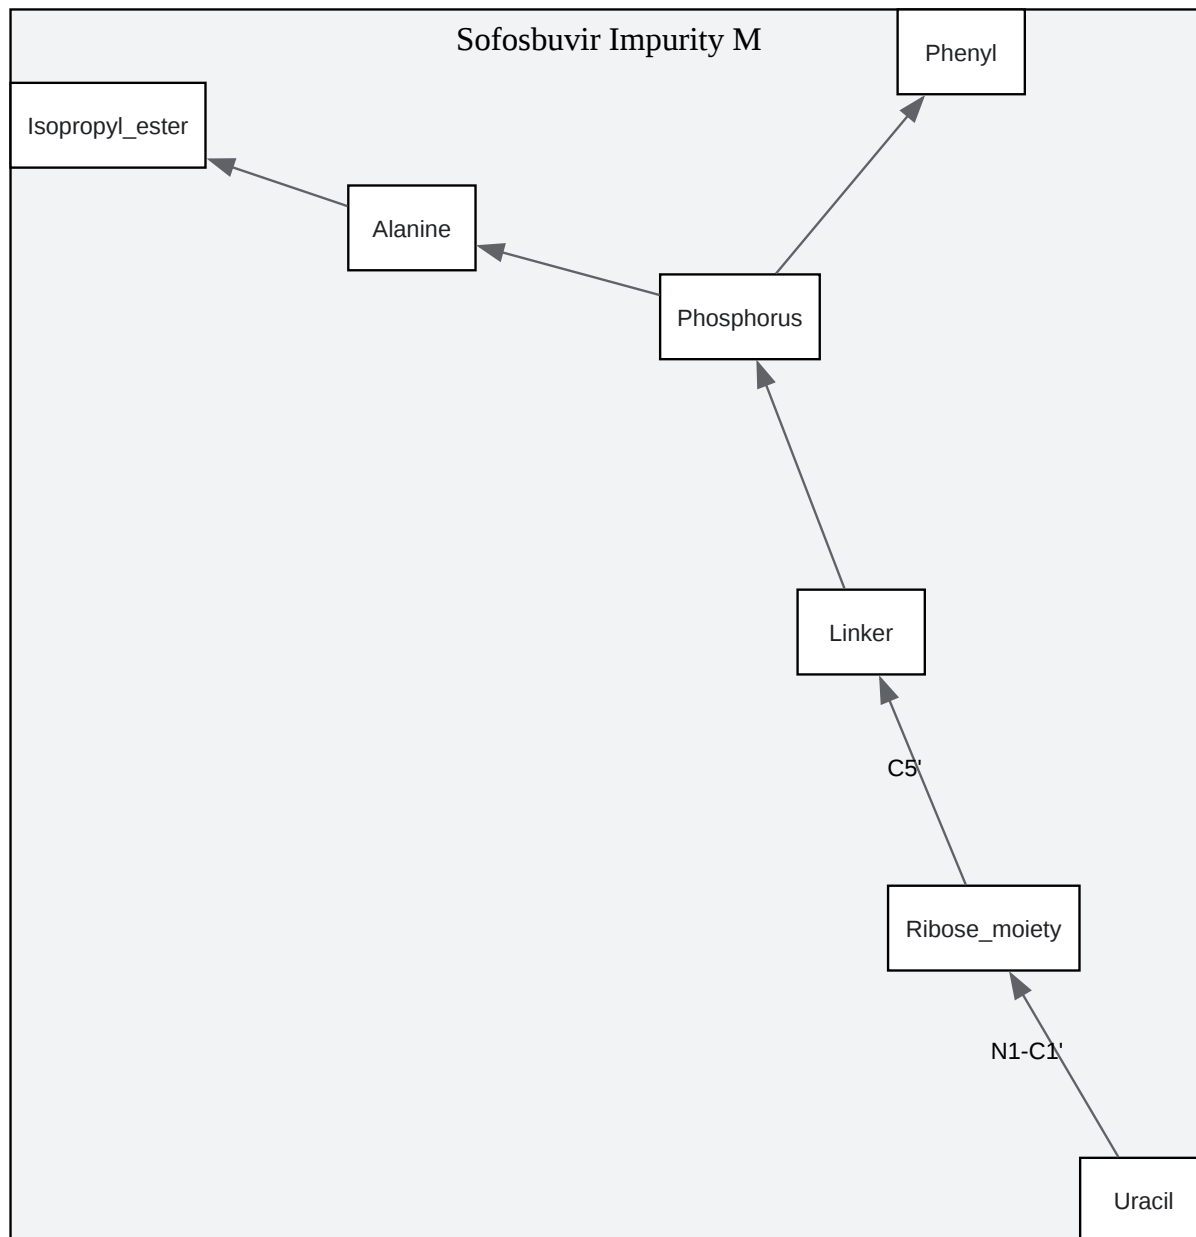 Sofosbuvir Impurity M
Phenyl
Isopropyl_ester
Alanine
Phosphorus
Linker
C5'
Ribose_moiety
N1-C1'
Uracil